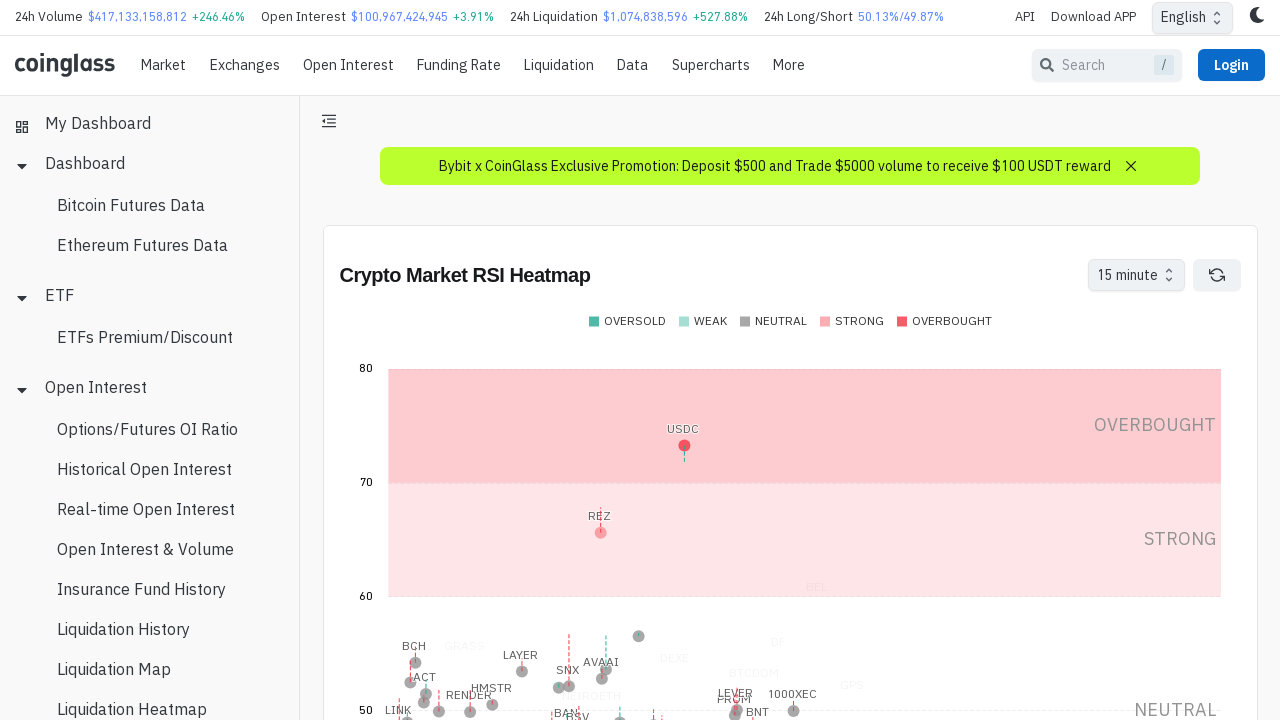 24h Volume $417,133,158,812 +246.46% Open Interest $100,967,424,945 +3.91% 24h Liquidation $1,074,838,596 +527.88% 24h Long/Short 50.13%/49.87% API Download APP English
coinglass Market Exchanges Open Interest Funding Rate Liquidation Data Supercharts More Search / Login
My Dashboard
Dashboard
Bitcoin Futures Data
Ethereum Futures Data
ETF
ETFs Premium/Discount
Open Interest
Options/Futures OI Ratio
Historical Open Interest
Real-time Open Interest
Open Interest & Volume
Insurance Fund History
Liquidation History
Liquidation Map
Liquidation Heatmap
Bybit x CoinGlass Exclusive Promotion: Deposit $500 and Trade $5000 volume to receive $100 USDT reward
Crypto Market RSI Heatmap 15 minute
OVERSOLD WEAK NEUTRAL STRONG OVERBOUGHT
80
OVERBOUGHT
USDC
70
REZ
STRONG
BEL
60
BCH GRASS
LAYER AVAAI
SNX
ACT
HMSTR
RENDER
BTCDOM
GPS
LEVER 1000XEC
LINK
BNT
50 NEUTRAL